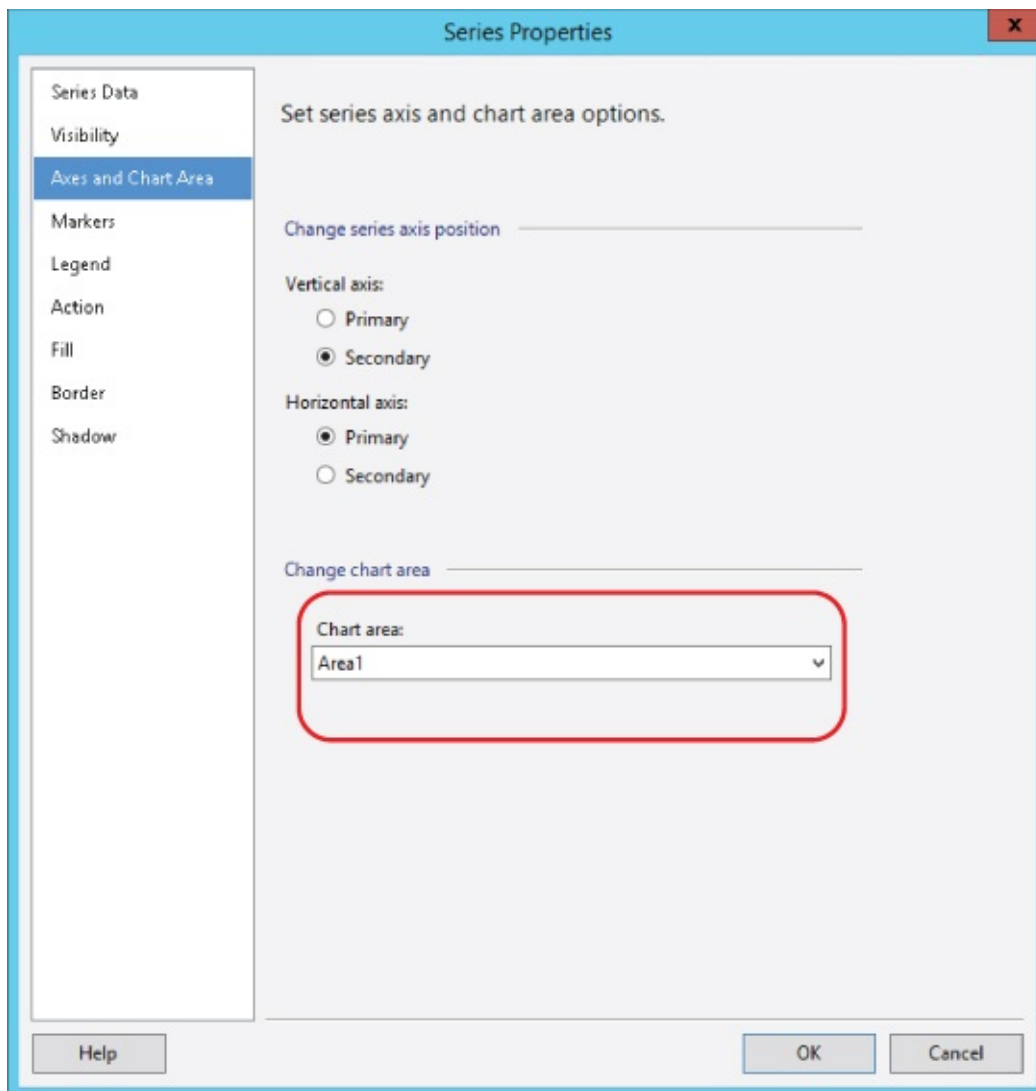 Series Properties
x
Series Data
Visibility
Axes and Chart Area
Markers
Legend
Action
Fill
Border
Shadow
Set series axis and chart area options.
Change series axis position
Vertical axis:
Primary
Secondary
Horizontal axis:
Primary
Secondary
Change chart area
Chart area:
Area1
Help
OK
Cancel